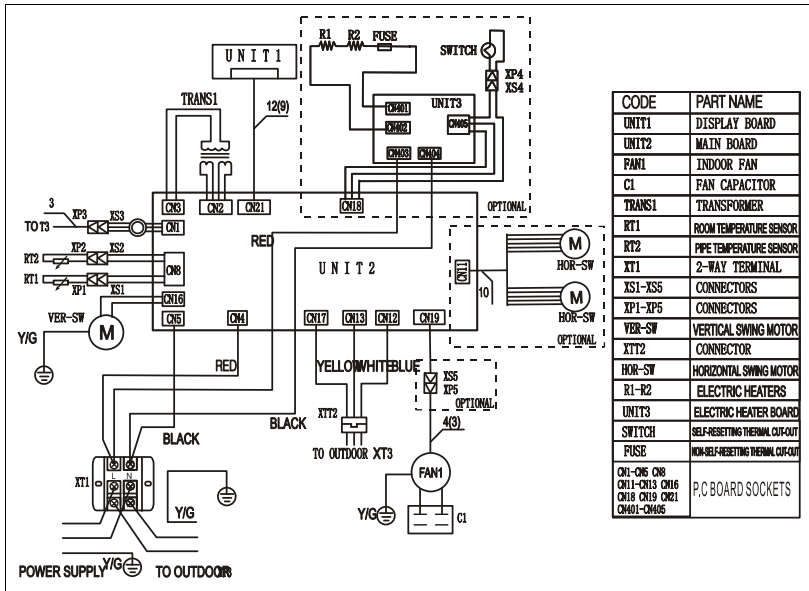 R1 R2 FUSE
SWITCH
XP4
XS4
UNIT1
UNIT3
TRANS1
12(9)
CN401
CN402
CN405
CN403 CN404
OPTIONAL
CN3 CN2 CN21 CN18
3
TO T3 XP3 XS3 CN1
RED
RT2 XP2 XS2
CN8
RT1
XP1 XS1
UNIT2
CN11
M
HOR-SW
10
M
HOR-SW
OPTIONAL
CN16
CN5 CN4 CN17 CN13 CN12 CN19
VER-SW M
Y/G
RED
YELLOW WHITE BLUE
XS5
XP5
OPTIONAL
BLACK
BLACK
XTT2
4(3)
TO OUTDOOR XT3
XT1
L N
FAN1
Y/G
Y/G
C1
Y/G
POWER SUPPLY
TO OUTDOOR
CODE PART NAME
UNIT1 DISPLAY BOARD
UNIT2 MAIN BOARD
FAN1 INDOOR FAN
C1 FAN CAPACITOR
TRANS1 TRANSFORMER
RT1 ROOM TEMPERATURE SENSOR
RT2 PIPE TEMPERATURE SENSOR
XT1 2-WAY TERMINAL
XS1-XS5 CONNECTORS
XP1-XP5 CONNECTORS
VER-SW VERTICAL SWING MOTOR
XTT2 CONNECTOR
HOR-SW HORIZONTAL SWING MOTOR
R1-R2 ELECTRIC HEATERS
UNIT3 ELECTRIC HEATER BOARD
SWITCH SELF-RESETTING THERMAL CUT-OUT
FUSE NON-SELF-RESETTING THERMAL CUT-OUT
CN1-CN5 CN8
CN11-CN13 CN16
CN18 CN19 CN21
CN401-CN405
P,C BOARD SOCKETS